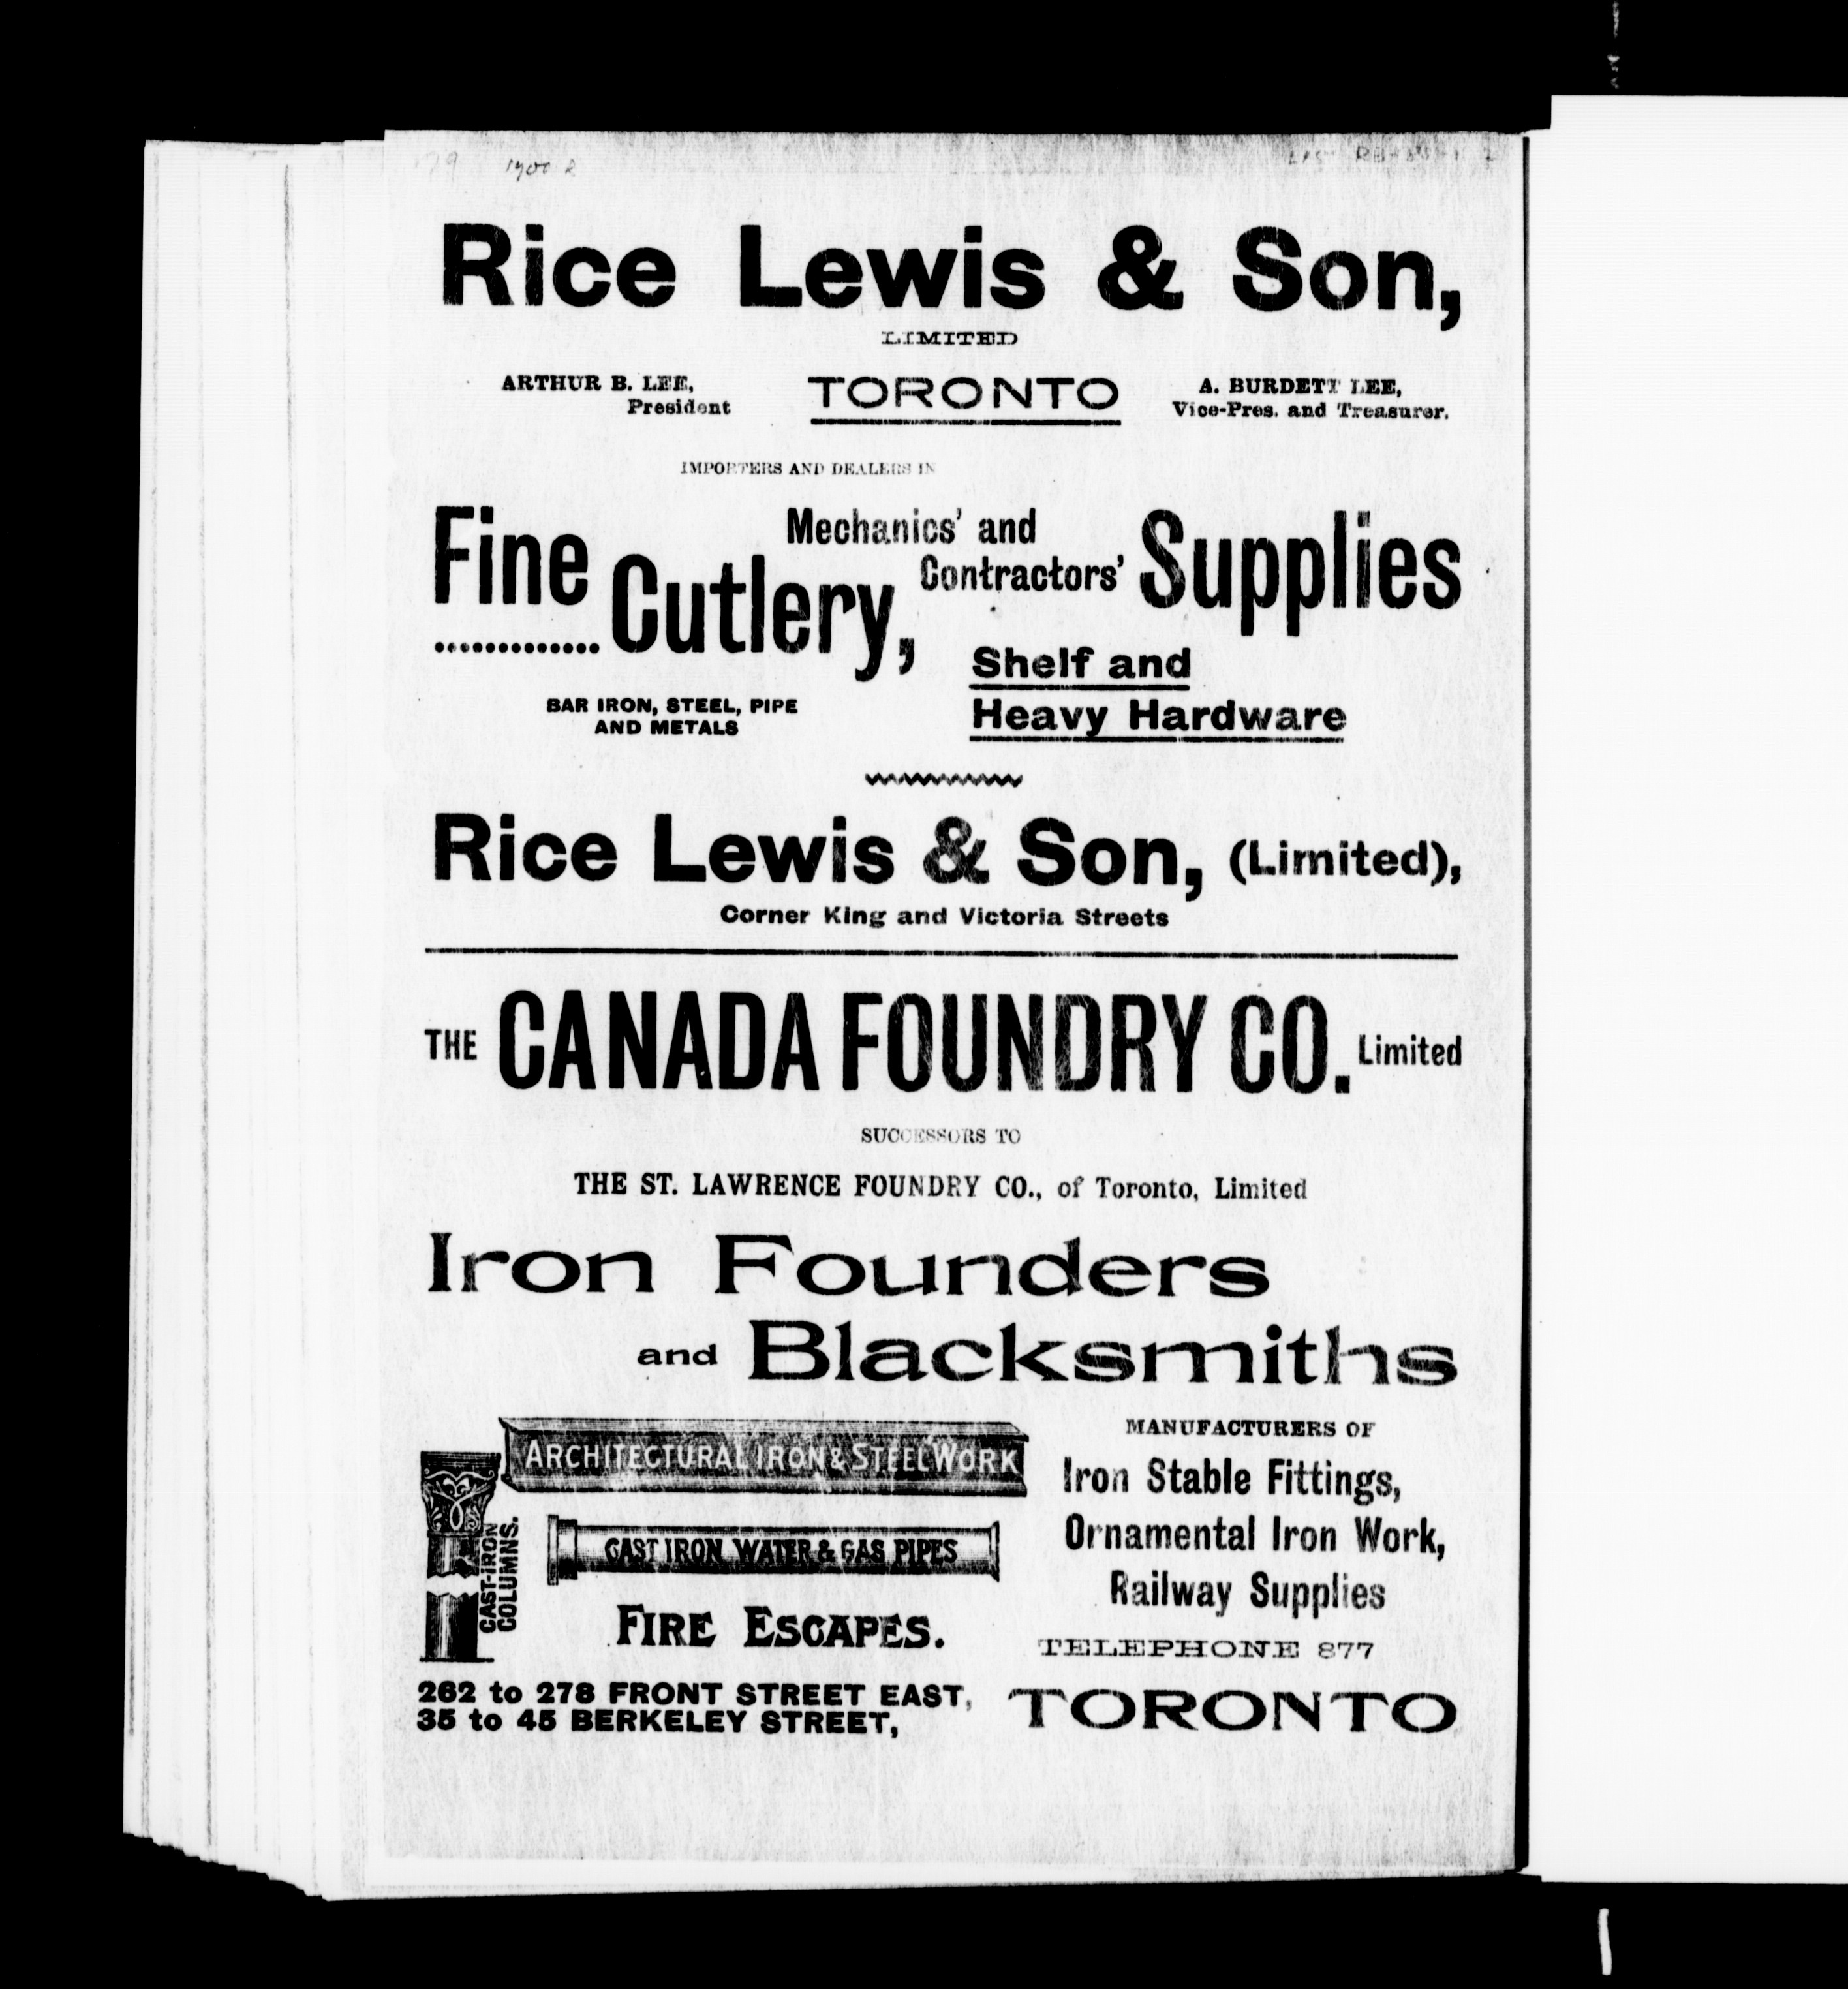 1900
Rice Lewis & Son,
LIMITED
ARTHUR B. LEE,
President
TORONTO
A. BURDETT LEE,
Vice-Pres. and Treasurer.
IMPORTERS AND DEALERS IN
Fine
Cutlery,
Mechanics' and
Contractors'
Supplies
BAR IRON, STEEL, PIPE
AND METALS
Shelf and
Heavy Hardware
Rice Lewis & Son, (Limited),
Corner King and Victoria Streets
THE CANADA FOUNDRY CO. Limited
SUCCESSORS TO
THE ST. LAWRENCE FOUNDRY CO., of Toronto, Limited
Iron Founders
and Blacksmiths
ARCHITECTURAL IRON & STEEL WORK
CAST-IRON
COLUMNS.
CAST IRON WATER & GAS PIPES
FIRE ESCAPES.
MANUFACTURERS OF
Iron Stable Fittings,
Ornamental Iron Work,
Railway Supplies
TELEPHONE 877
262 to 278 FRONT STREET EAST,
35 to 45 BERKELEY STREET,
TORONTO